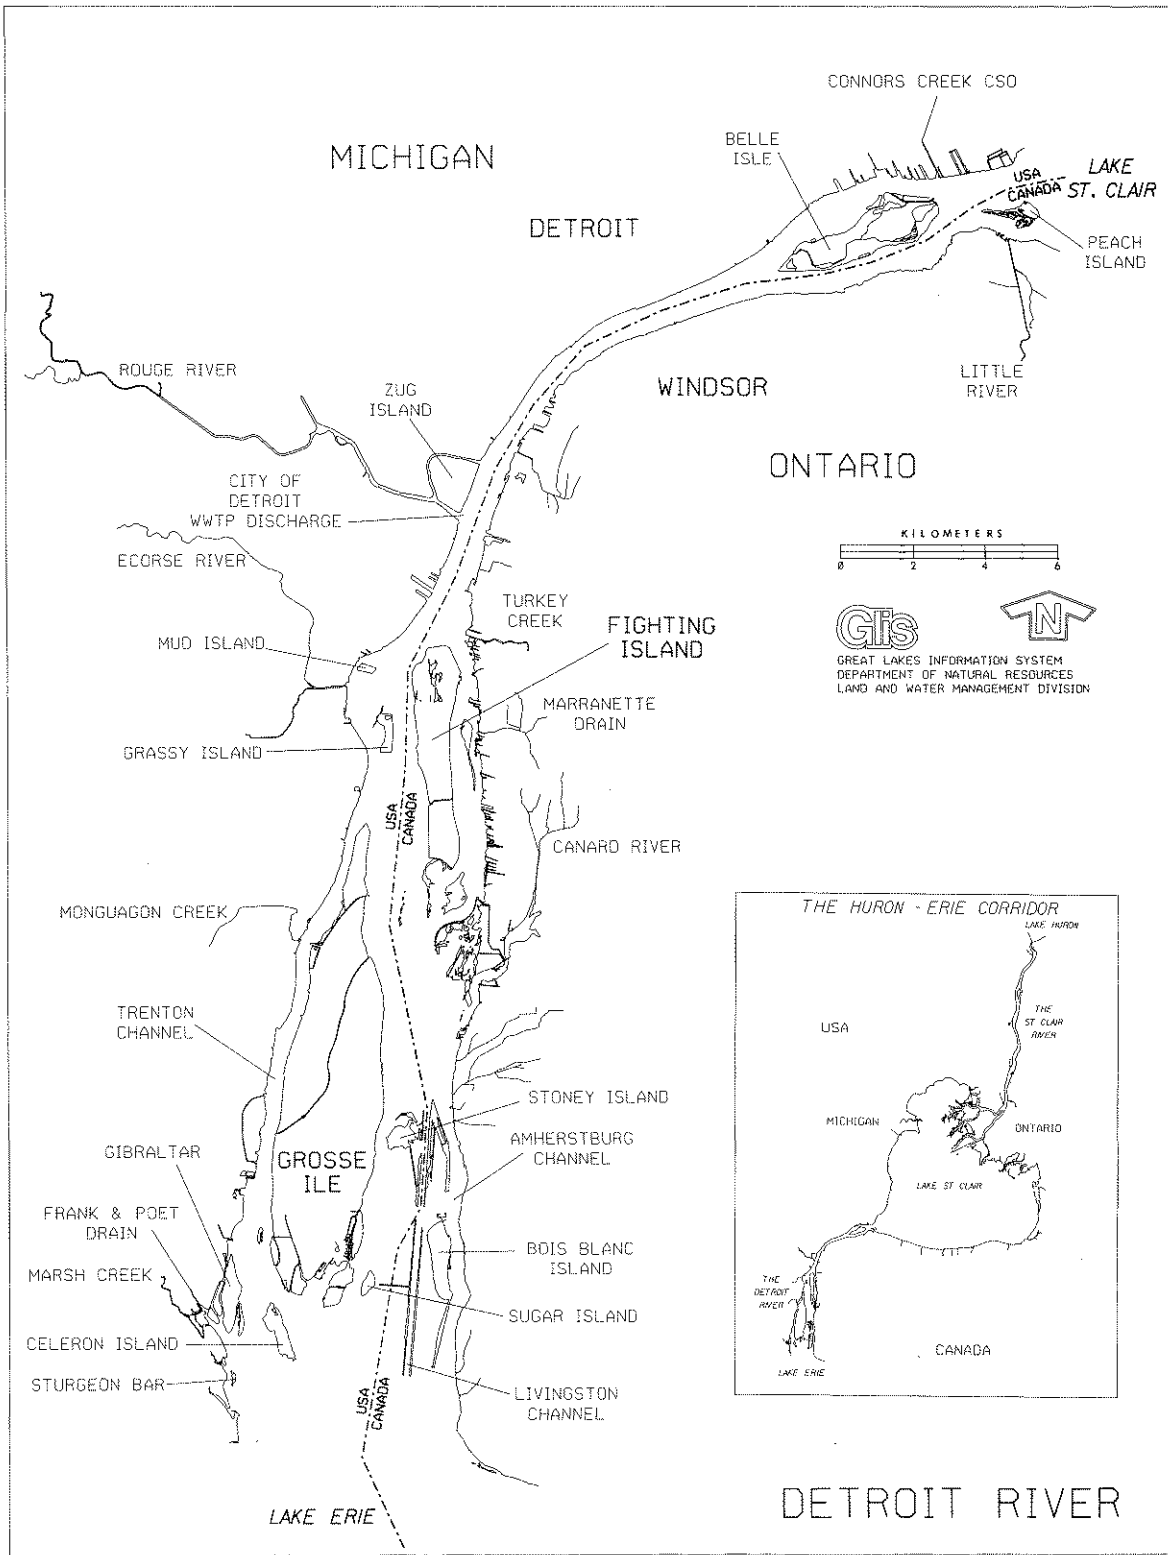 CONNORS CREEK CSO
BELLE
ISLE
MICHIGAN
LAKE
ST. CLAIR
USA
CANADA
DETROIT
PEACH
ISLAND
ROUGE RIVER
ZUG
ISLAND
WINDSOR
LITTLE
RIVER
ONTARIO
CITY OF
DETROIT
WWTP DISCHARGE
ECORSE RIVER
KILOMETERS
0 2 4 6
TURKEY
CREEK
FIGHTING
ISLAND
MUD ISLAND
N
Glis
GREAT LAKES INFORMATION SYSTEM
DEPARTMENT OF NATURAL RESOURCES
LAND AND WATER MANAGEMENT DIVISION
MARRANETTE
DRAIN
GRASSY ISLAND
USA
CANADA
CANARD RIVER
MONGUAGON CREEK
TRENTON
CHANNEL
STONEY ISLAND
AMHERSTBURG
CHANNEL
GIBRALTAR
GROSSE
ILE
FRANK & POET
DRAIN
BOIS BLANC
ISLAND
MARSH CREEK
SUGAR ISLAND
CELERON ISLAND
STURGEON BAR
USA
CANADA
LIVINGSTON
CHANNEL
LAKE ERIE
THE HURON - ERIE CORRIDOR
LAKE HURON
THE
ST CLAIR
RIVER
USA
MICHIGAN
ONTARIO
LAKE ST CLAIR
THE
DETROIT
RIVER
CANADA
LAKE ERIE
DETROIT RIVER